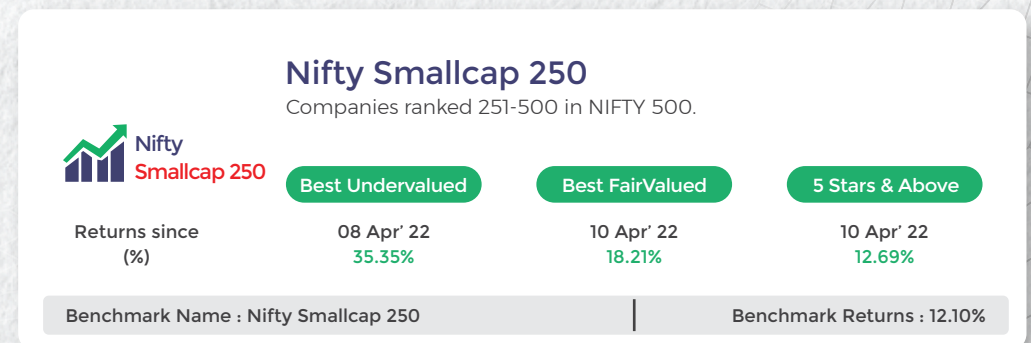 Nifty Smallcap 250
Companies ranked 251-500 in NIFTY 500.
Nifty
Smallcap 250
Best Undervalued
Best FairValued
5 Stars & Above
Returns since
(%)
08 Apr’ 22
35.35%
10 Apr’ 22
18.21%
10 Apr’ 22
12.69%
Benchmark Name : Nifty Smallcap 250
Benchmark Returns : 12.10%